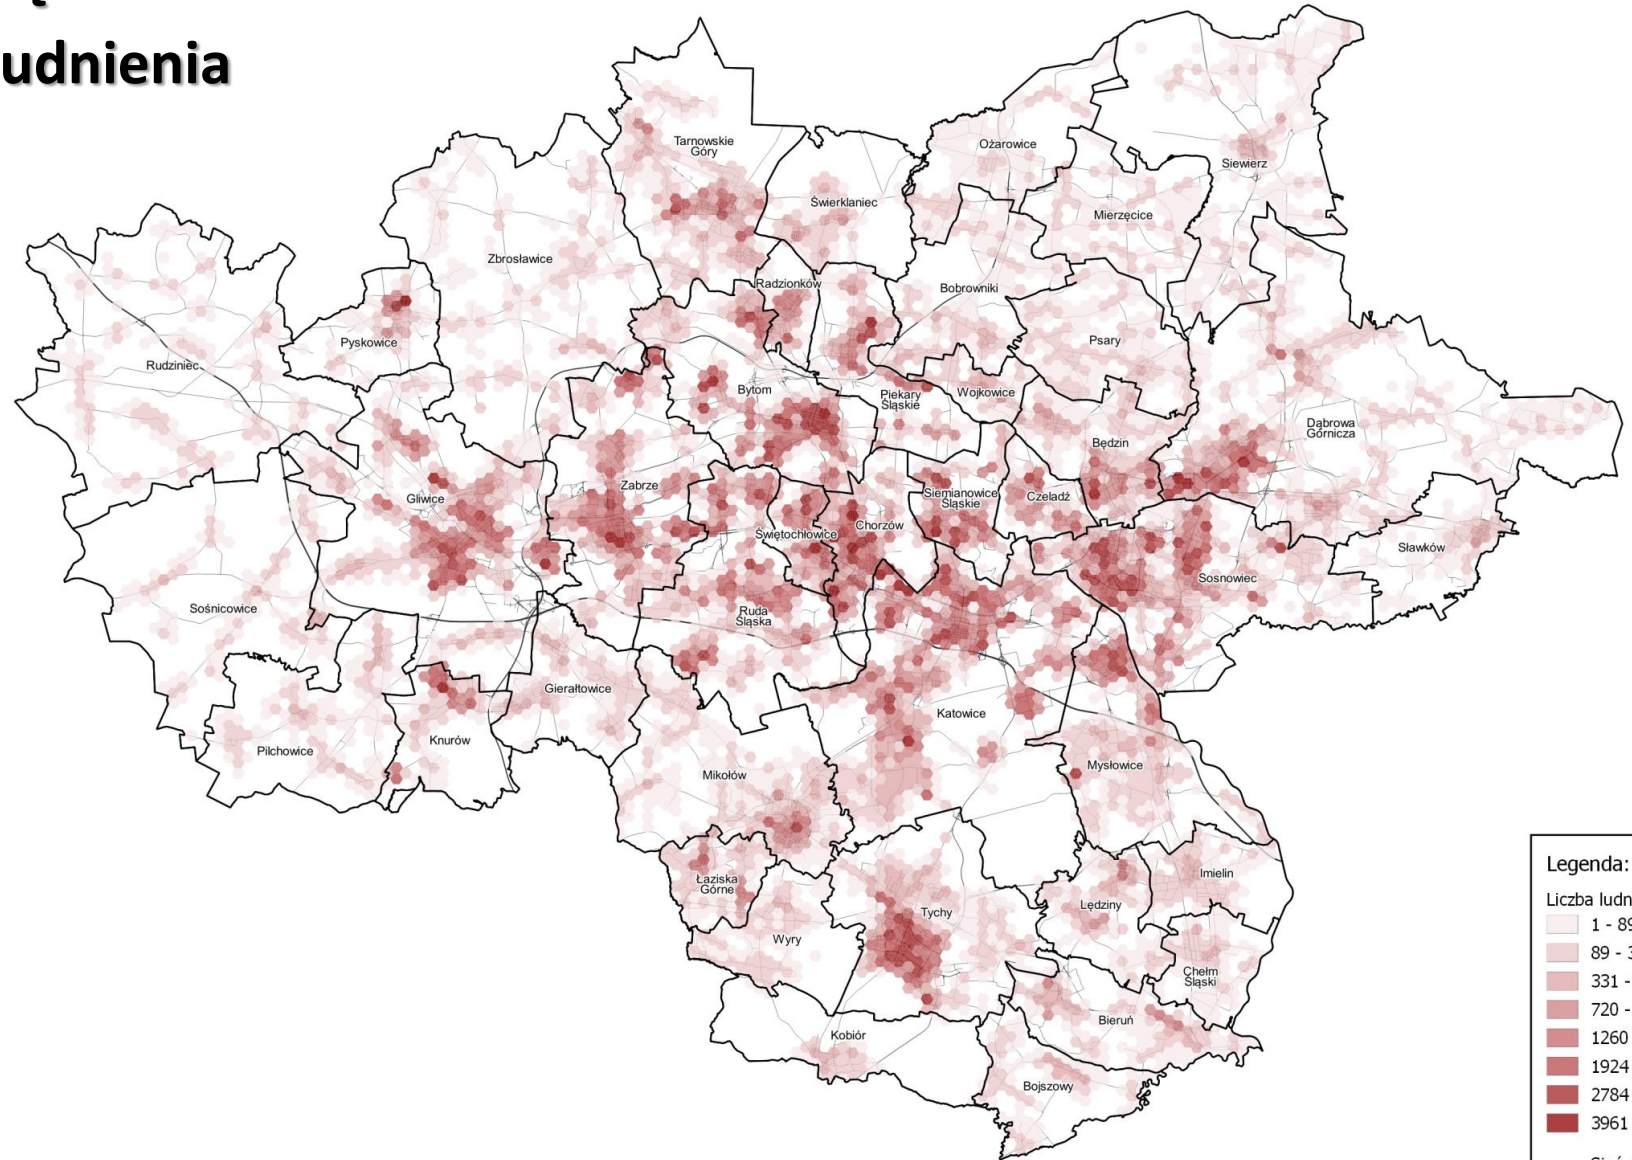 udnienia
Tarnowskie
Góry
Ożarowice
Siewierz
Świerklaniec
Mierzęcice
Zbrosławice
Radzionków
Bobrowniki
Pyskowice
Psary
Rudziniec
Bytom
Piekary
Śląskie
Wojkowice
Dąbrowa
Górnicza
Będzin
Gliwice
Zabrze
Siemianowice
Śląskie
Czeladź
Świętochłowice
Chorzów
Sławków
Sosnowiec
Sośnicowice
Ruda
Śląska
Gierałtowice
Katowice
Pilchowice
Knurów
Mikołów
Mysłowice
Łaziska
Górne
Imielin
Lędziny
Tychy
Wyry
Chełm
Śląski
Bieruń
Kobiór
Bojszowy
Legenda:
Liczba ludn
1 - 89
89 - 3
331 -
720 -
1260
1924
2784
3961